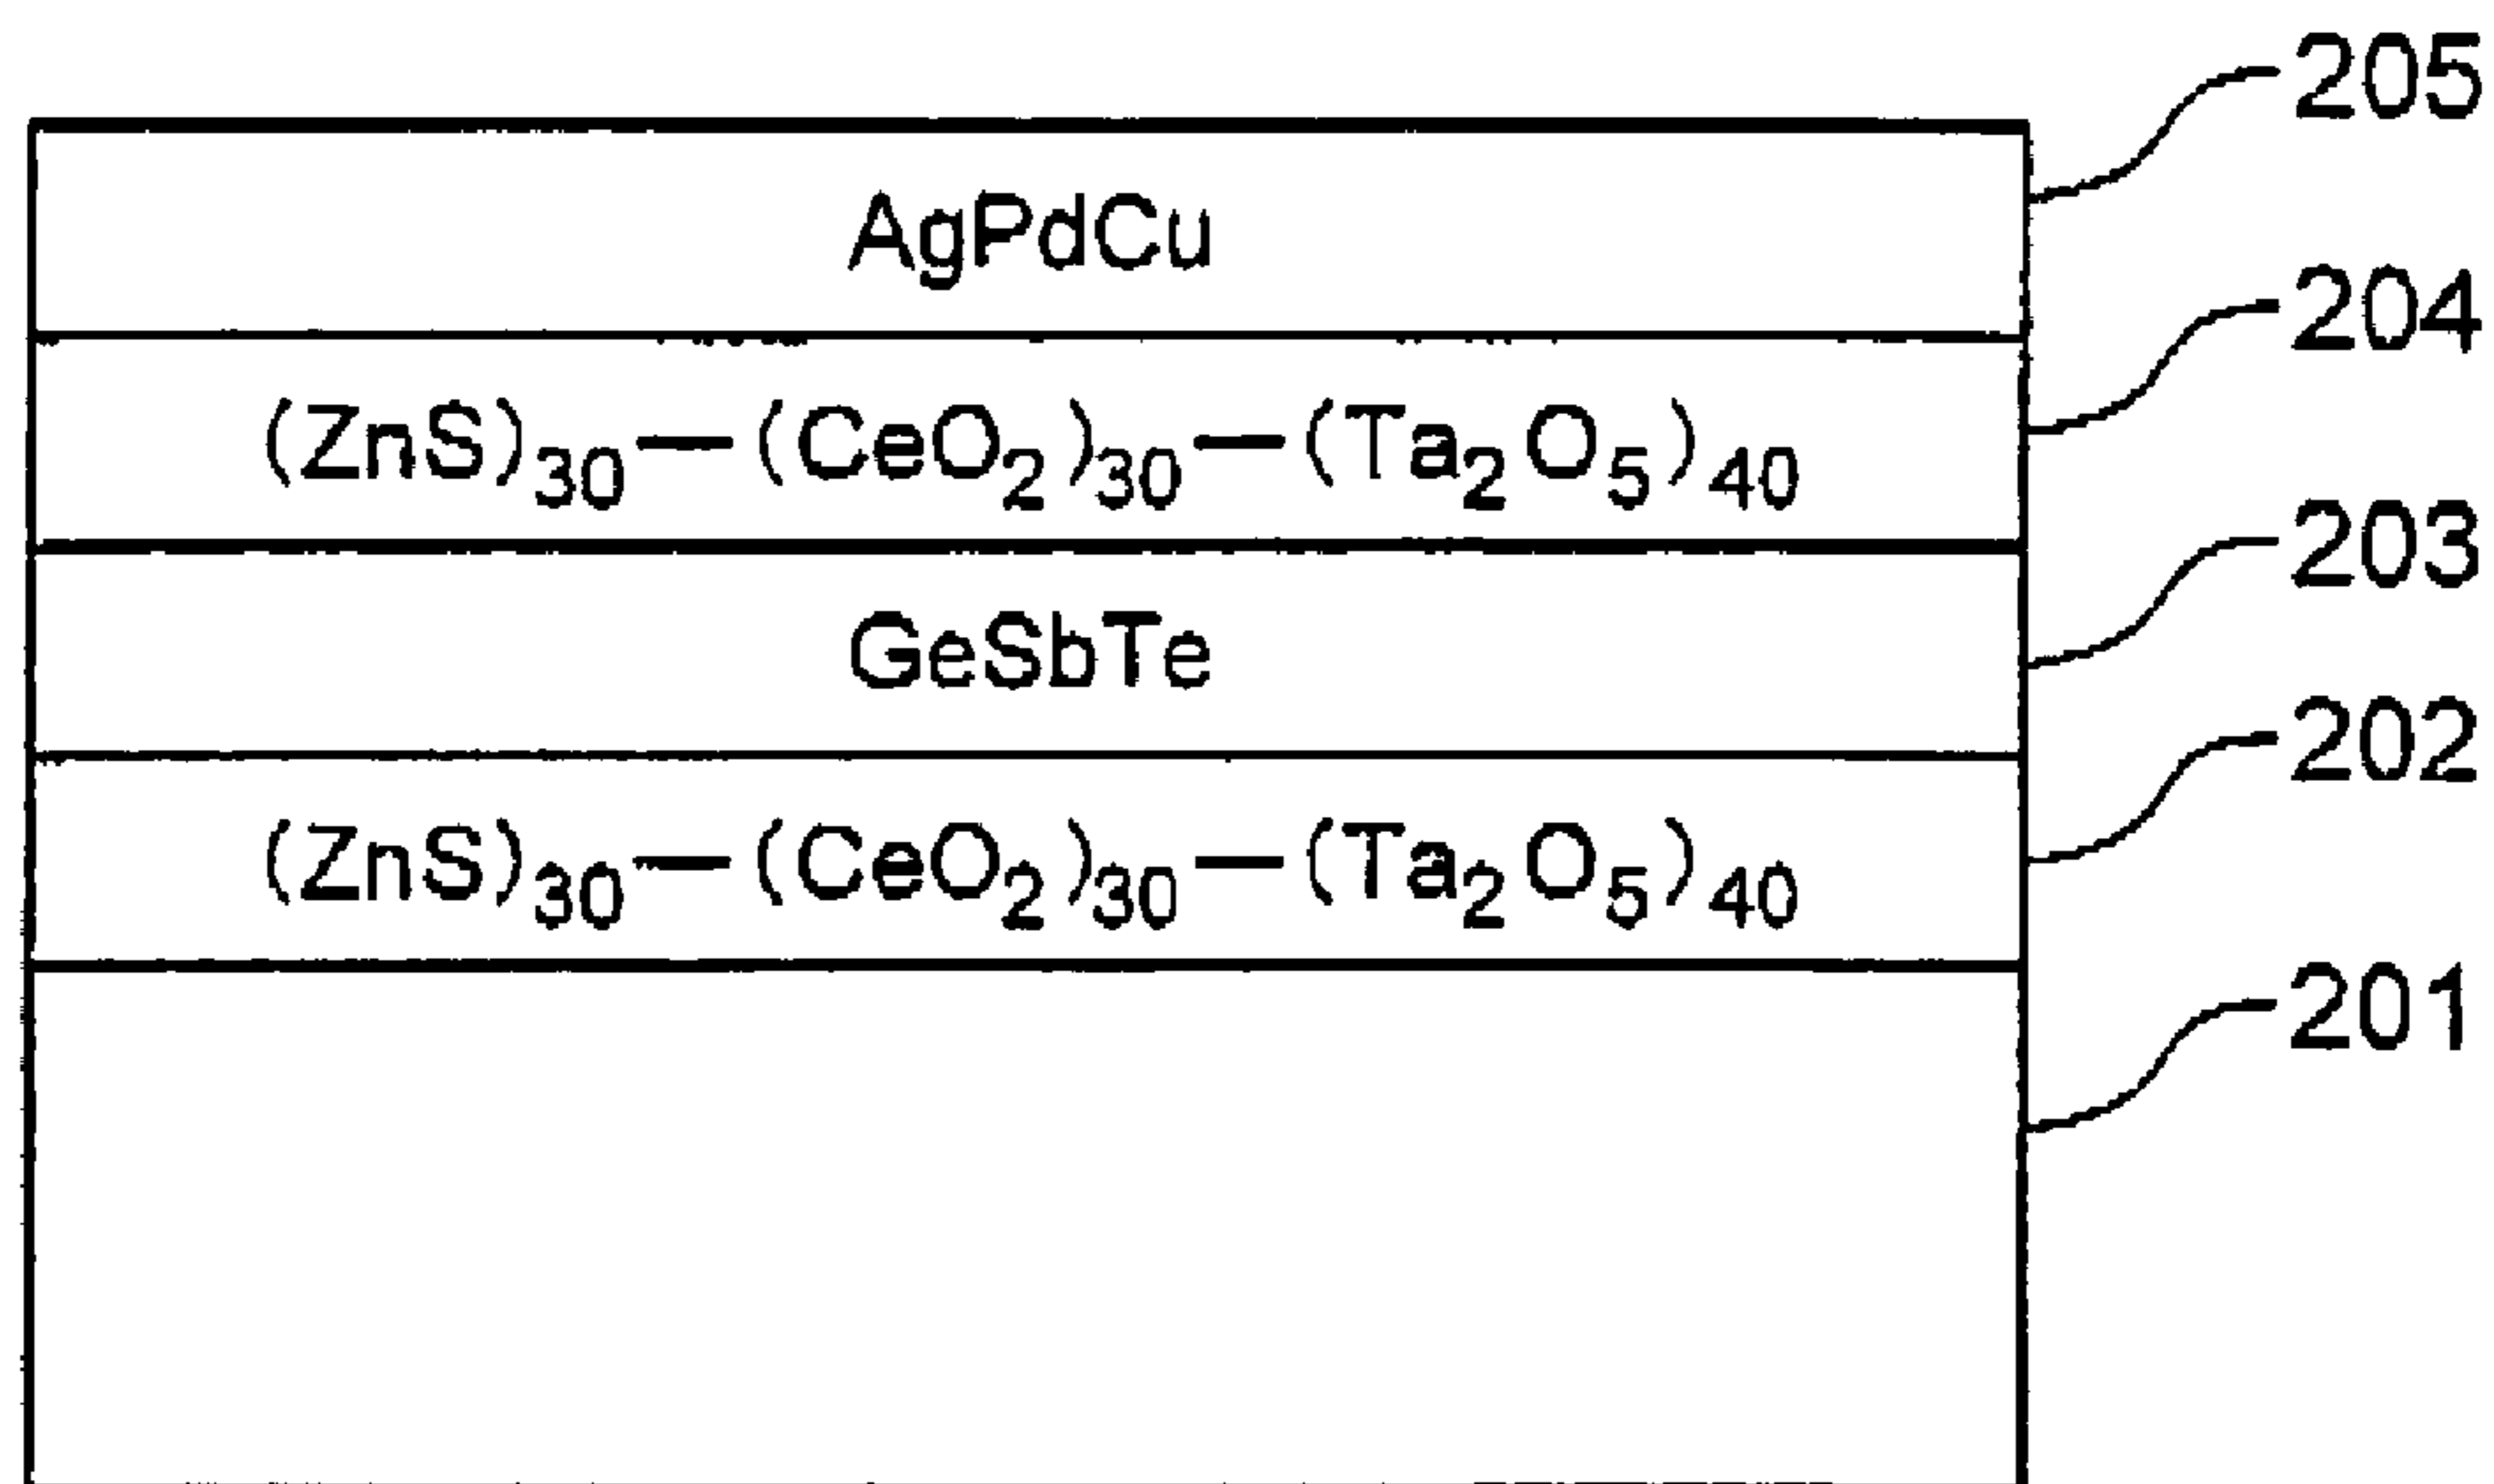 205
AgPdCu
204
(ZnS)₃₀—(CeO₂)₃₀—(Ta₂O₅)₄₀
203
GeSbTe
202
(ZnS)₃₀—(CeO₂)₃₀—(Ta₂O₅)₄₀
201